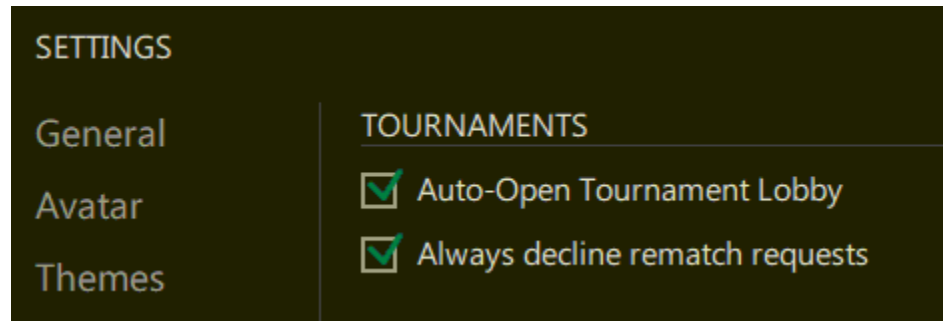 SETTINGS
General
Avatar
Themes
TOURNAMENTS
Auto-Open Tournament Lobby
Always decline rematch requests